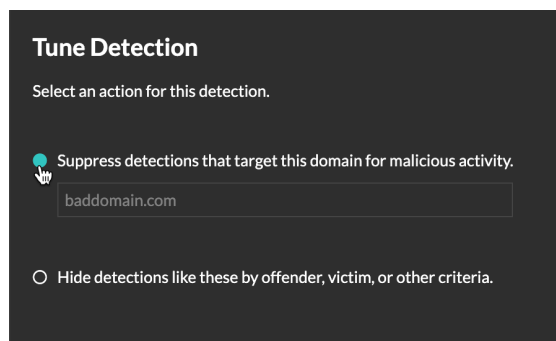 Tune Detection
Select an action for this detection.
Suppress detections that target this domain for malicious activity.
baddomain.com
Hide detections like these by offender, victim, or other criteria.